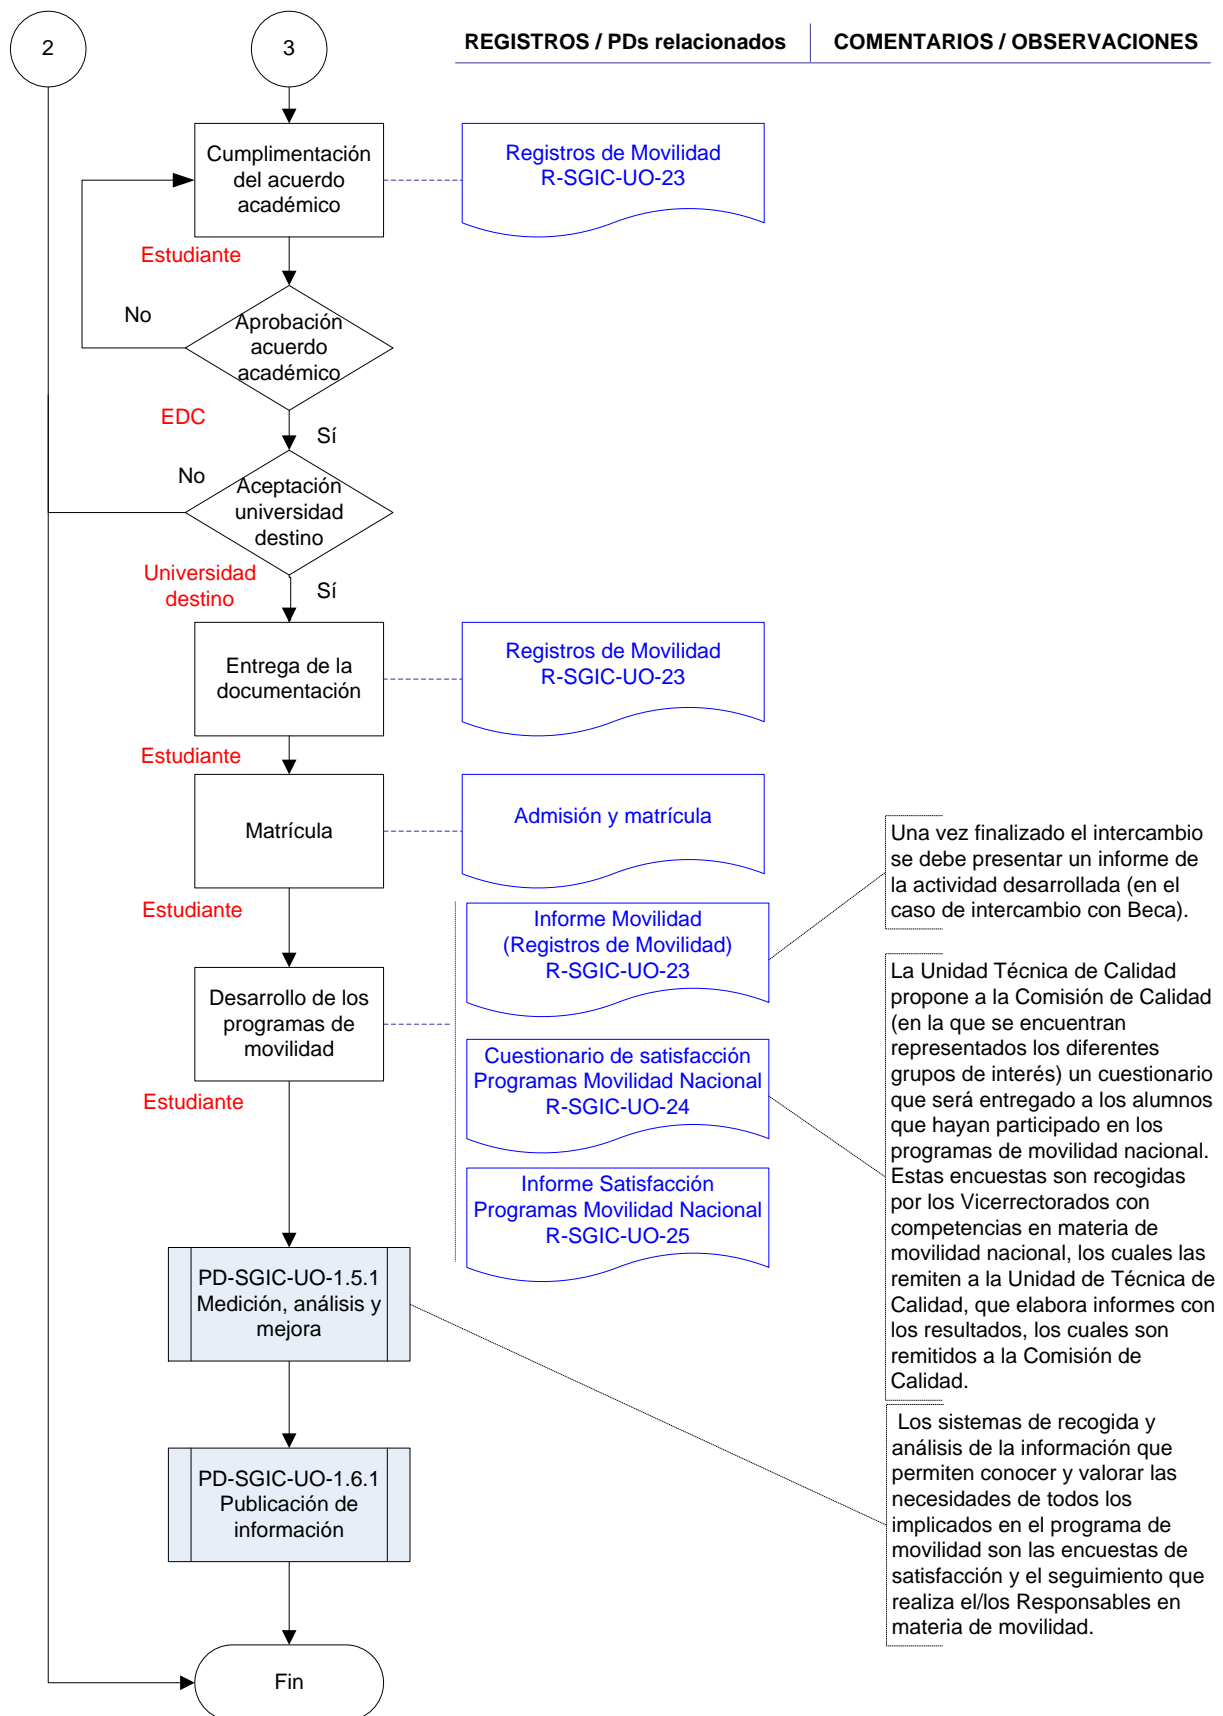 2
3
REGISTROS / PDs relacionados
COMENTARIOS / OBSERVACIONES
Cumplimentación
del acuerdo
académico
Registros de Movilidad
R-SGIC-UO-23
Estudiante
No
Aprobación
acuerdo
académico
EDC
Sí
No
Aceptación
universidad
destino
Universidad
destino
Sí
Entrega de la
documentación
Registros de Movilidad
R-SGIC-UO-23
Estudiante
Matrícula
Admisión y matrícula
Estudiante
Una vez finalizado el intercambio
se debe presentar un informe de
la actividad desarrollada (en el
caso de intercambio con Beca).
Informe Movilidad
(Registros de Movilidad)
R-SGIC-UO-23
Desarrollo de los
programas de
movilidad
Estudiante
Cuestionario de satisfacción
Programas Movilidad Nacional
R-SGIC-UO-24
Informe Satisfacción
Programas Movilidad Nacional
R-SGIC-UO-25
La Unidad Técnica de Calidad
propone a la Comisión de Calidad
(en la que se encuentran
representados los diferentes
grupos de interés) un cuestionario
que será entregado a los alumnos
que hayan participado en los
programas de movilidad nacional.
Estas encuestas son recogidas
por los Vicerrectorados con
competencias en materia de
movilidad nacional, los cuales las
remiten a la Unidad de Técnica de
Calidad, que elabora informes con
los resultados, los cuales son
remitidos a la Comisión de
Calidad.
PD-SGIC-UO-1.5.1
Medición, análisis y
mejora
Los sistemas de recogida y
análisis de la información que
permiten conocer y valorar las
necesidades de todos los
implicados en el programa de
movilidad son las encuestas de
satisfacción y el seguimiento que
realiza el/los Responsables en
materia de movilidad.
PD-SGIC-UO-1.6.1
Publicación de
información
Fin